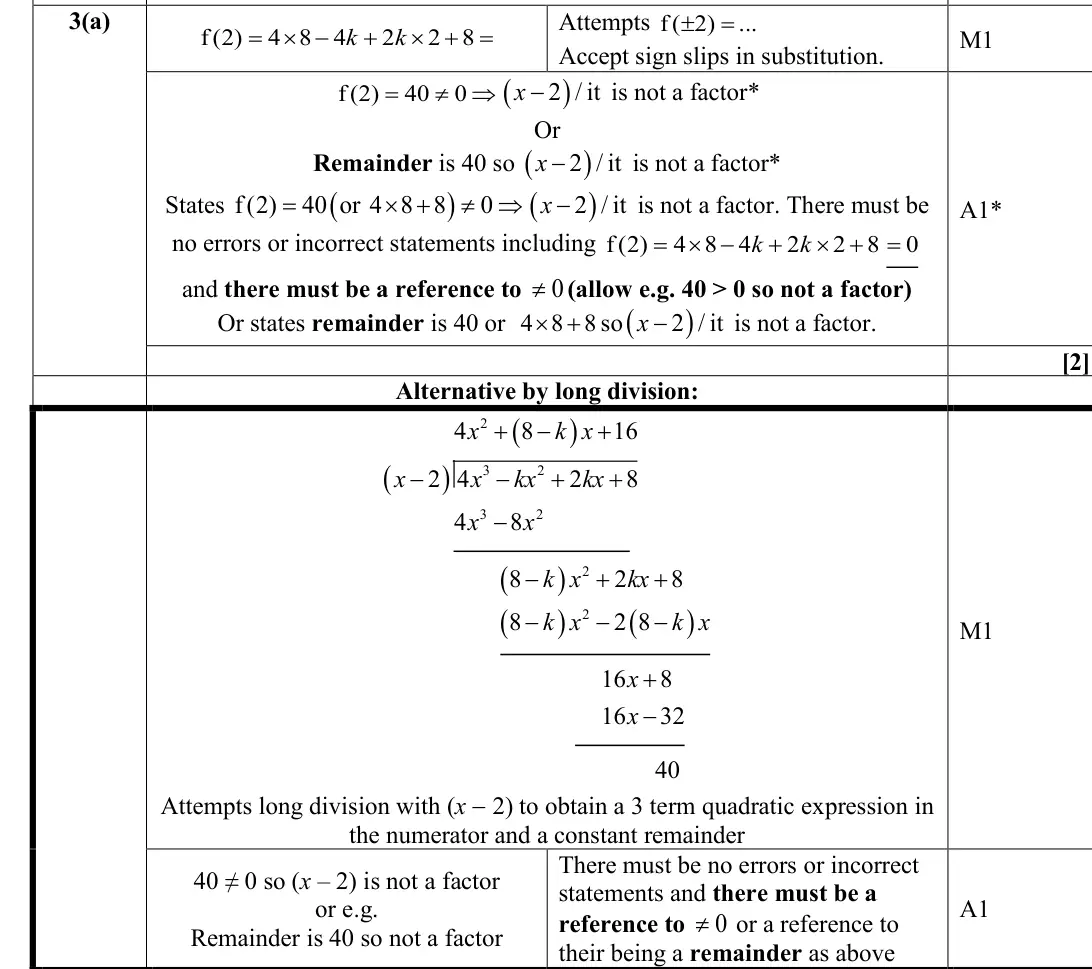 3(a)
f(2) = 4×8 − 4k + 2k × 2 + 8 =
Attempts f(±2) = ...
Accept sign slips in substitution.
M1
f(2) = 40 ≠ 0 ⇒ (x − 2) / it is not a factor*
Or
Remainder is 40 so (x − 2) / it is not a factor*
States f(2) = 40 (or 4×8+8) ≠ 0 ⇒ (x − 2) / it is not a factor. There must be
no errors or incorrect statements including f(2) = 4×8 − 4k + 2k × 2 + 8 = 0
and there must be a reference to ≠ 0 (allow e.g. 40 > 0 so not a factor)
Or states remainder is 40 or 4×8+8 so (x − 2) / it is not a factor.
A1*
[2]
Alternative by long division:
4x² + (8 − k)x + 16
(x − 2)|4x³ − kx² + 2kx + 8
4x³ − 8x²
(8 − k)x² + 2kx + 8
(8 − k)x² − 2(8 − k)x
16x + 8
16x − 32
40
Attempts long division with (x – 2) to obtain a 3 term quadratic expression in
the numerator and a constant remainder
M1
40 ≠ 0 so (x – 2) is not a factor
or e.g.
Remainder is 40 so not a factor
There must be no errors or incorrect
statements and there must be a
reference to ≠ 0 or a reference to
their being a remainder as above
A1